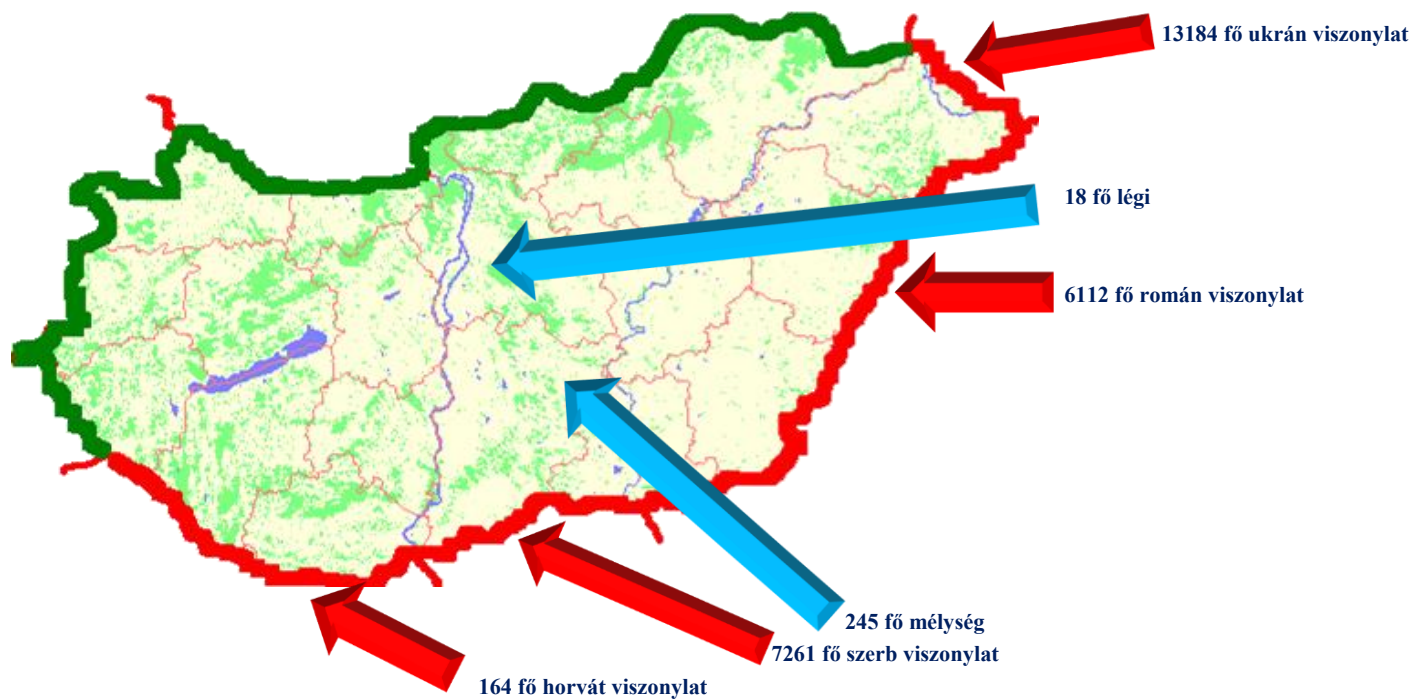 13184 fő ukrán viszonylat
18 fő légi
6112 fő román viszonylat
245 fő mélység
7261 fő szerb viszonylat
164 fő horvát viszonylat